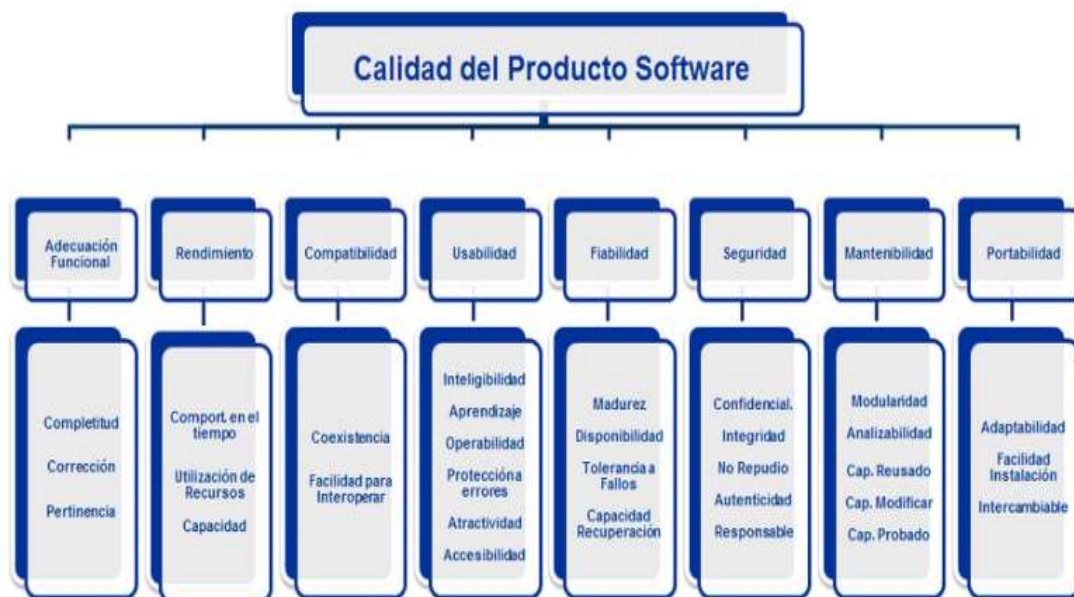 Calidad del Producto Software
Adecuación
Funcional
Rendimiento
Compatibilidad
Usabilidad
Fiabilidad
Seguridad
Mantenibilidad
Portabilidad
Completitud
Corrección
Pertinencia
Comport. en el
tiempo
Utilización de
Recursos
Capacidad
Coexistencia
Facilidad para
Interoperar
Inteligibilidad
Aprendizaje
Operabilidad
Protección a
errores
Atractividad
Accesibilidad
Madurez
Disponibilidad
Tolerancia a
Fallos
Capacidad
Recuperación
Confidencial.
Integridad
No Repudio
Autenticidad
Responsable
Modularidad
Analizabilidad
Cap. Reusado
Cap. Modificar
Cap. Probado
Adaptabilidad
Facilidad
Instalación
Intercambiable